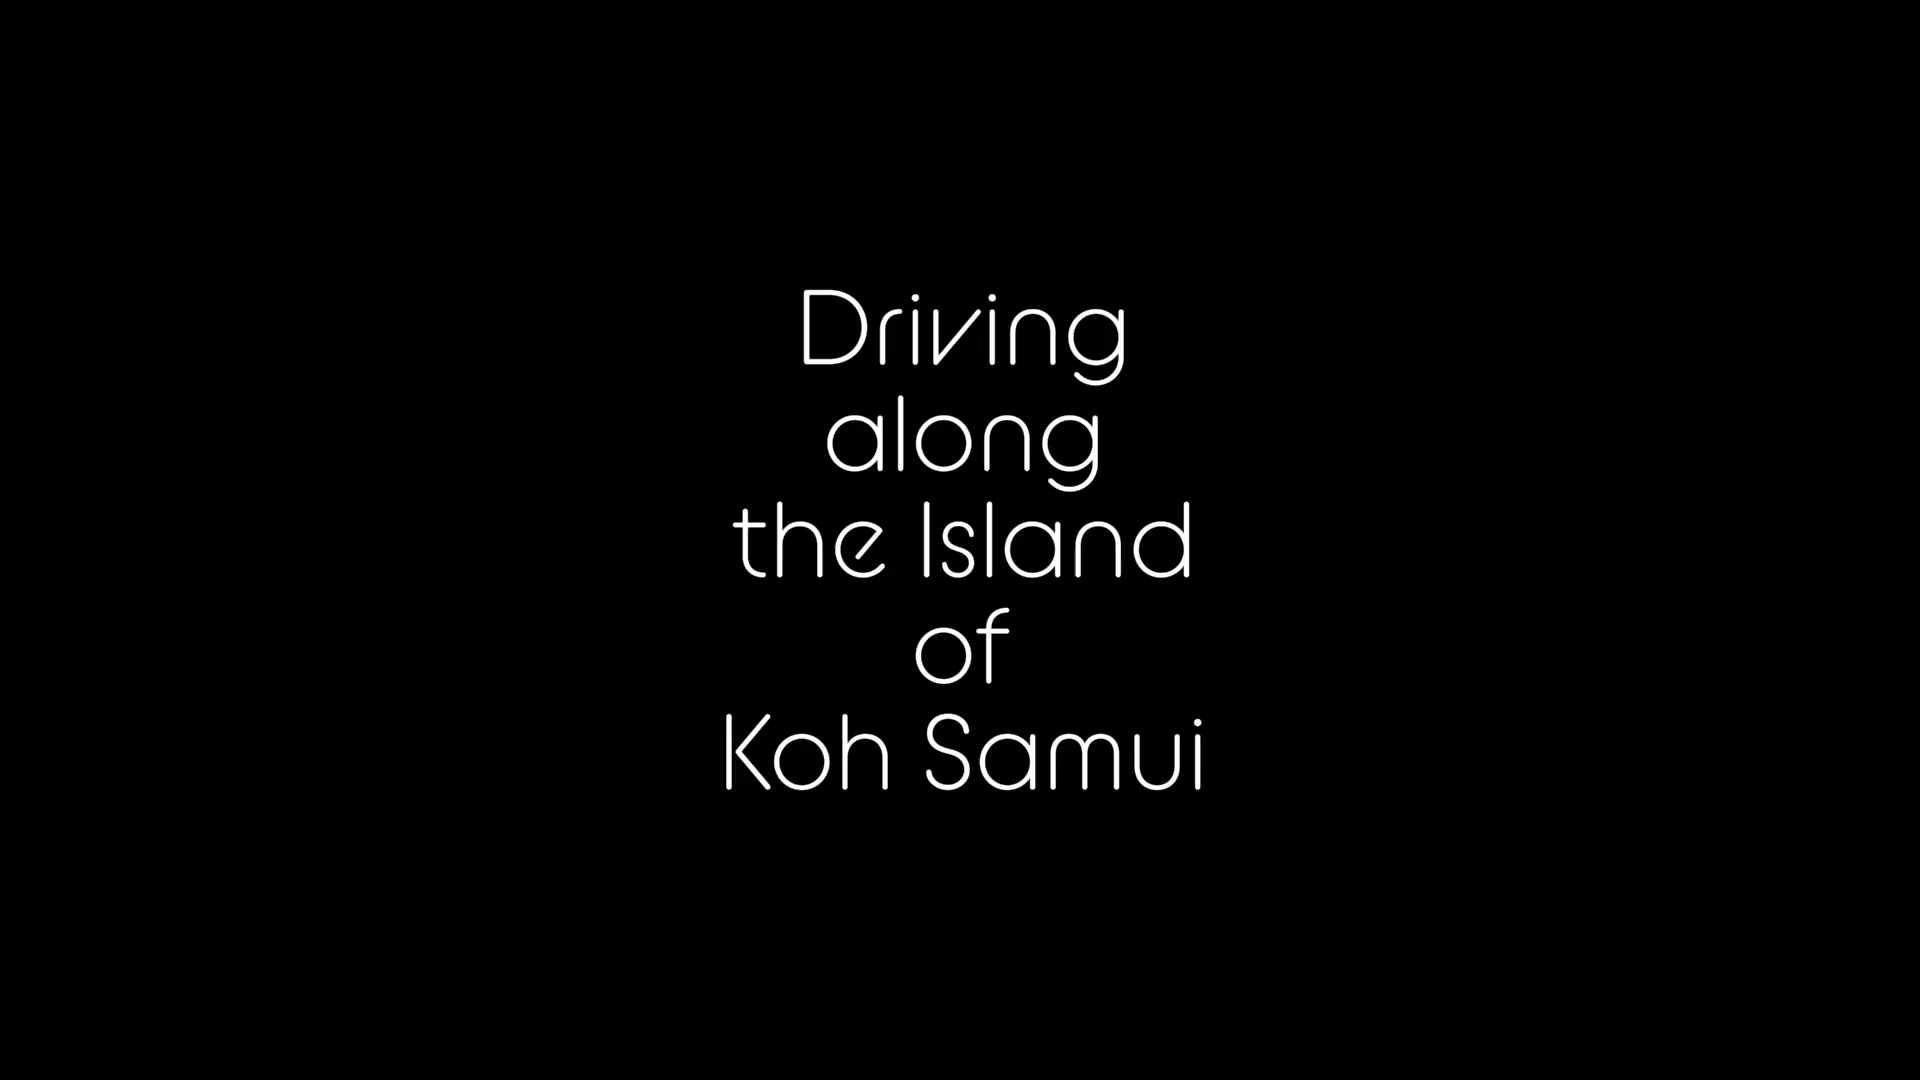 Driving
along
the Island
of
Koh Samui